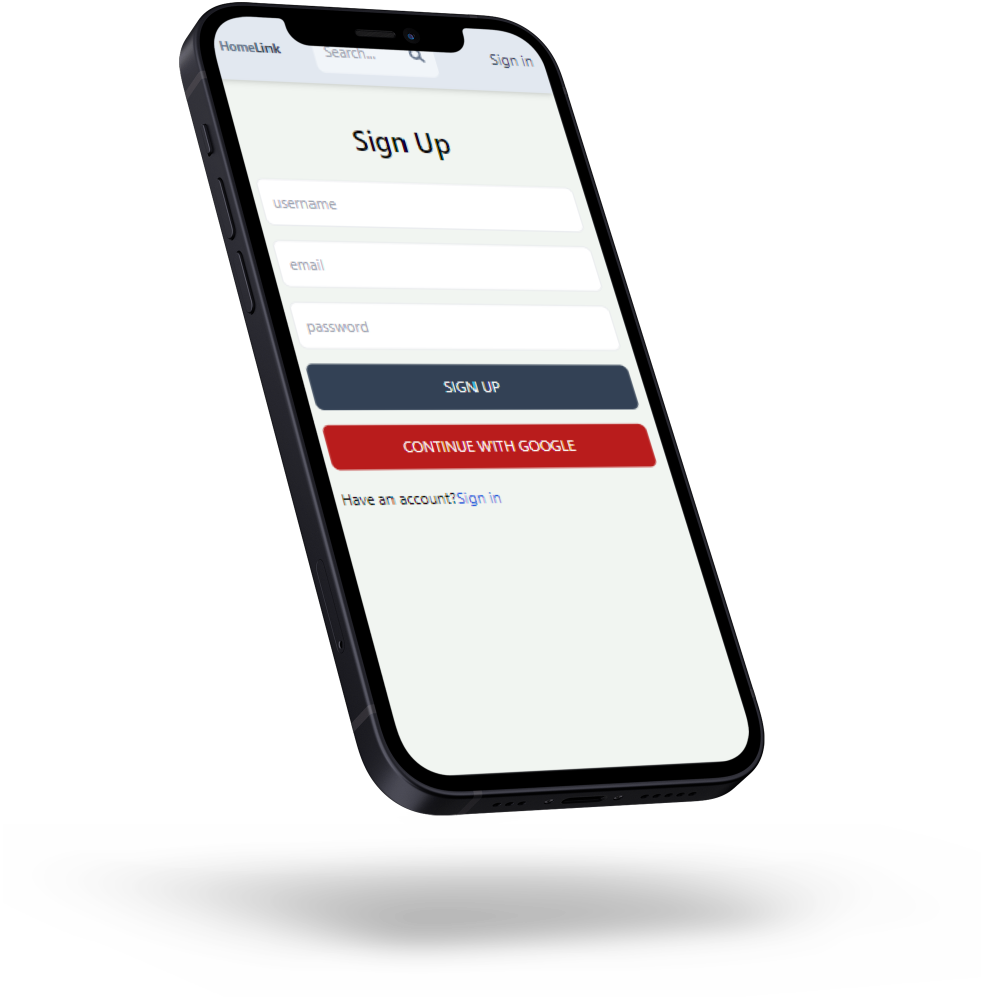 HomeLink Search... Sign in
Sign Up
username
email
password
SIGN UP
CONTINUE WITH GOOGLE
Have an account?Sign in